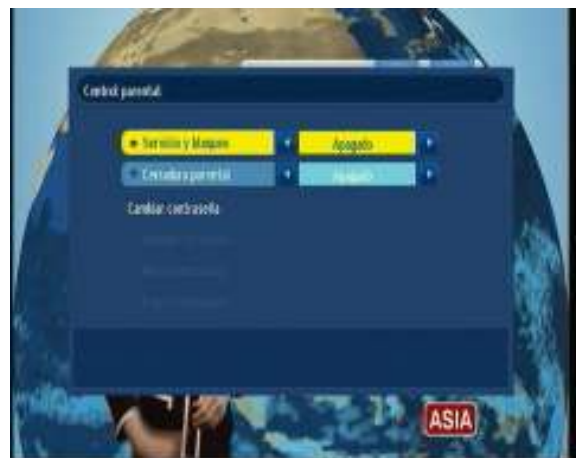 Control parental
Servicio y bloqueo Apagado
Cerradura parental Apagado
Cambiar contraseña
ASIA